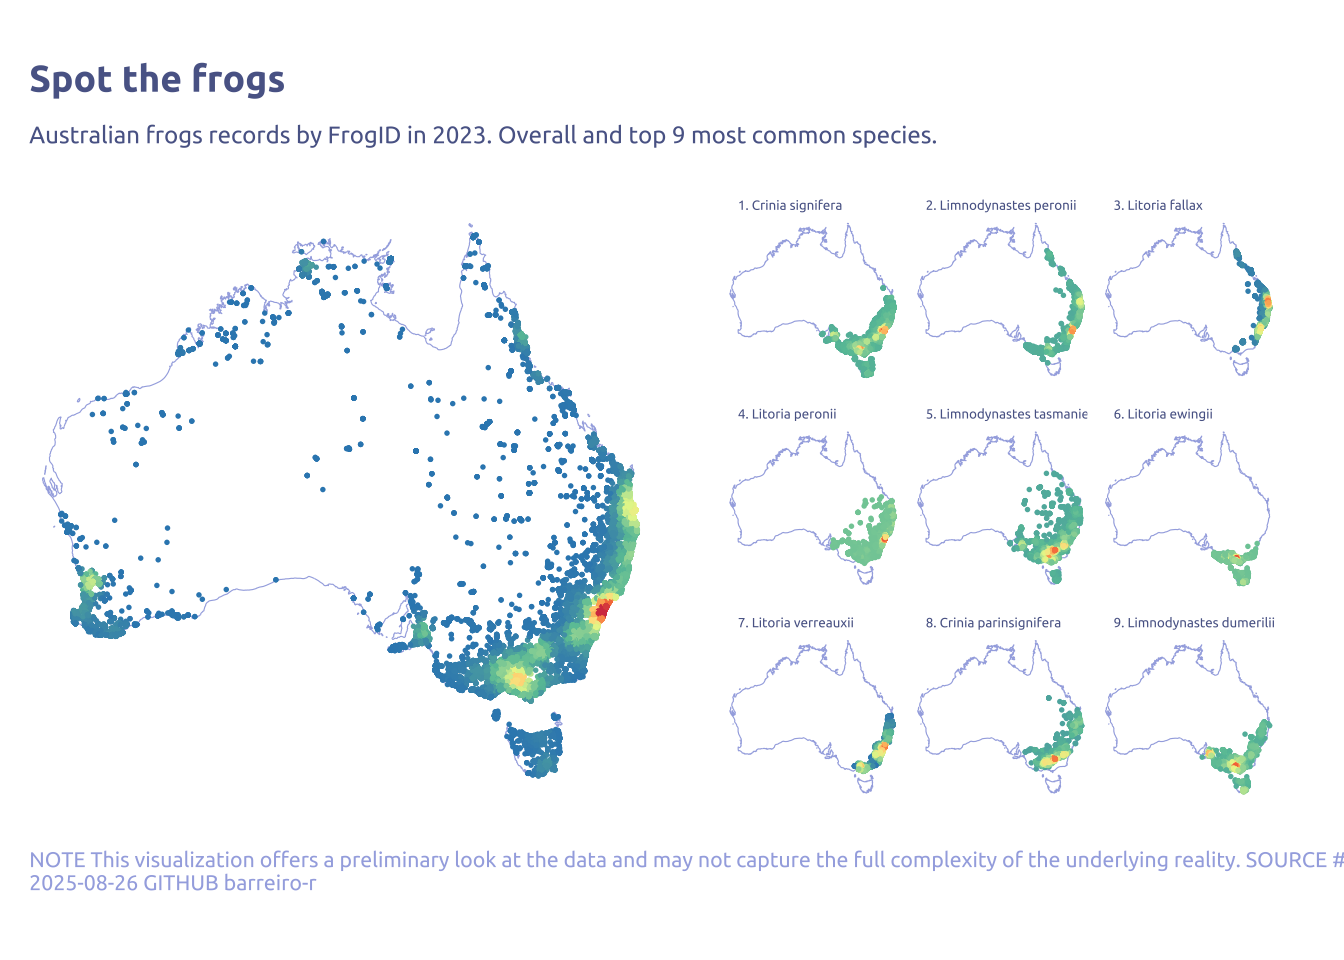 Spot the frogs
Australian frogs records by FrogID in 2023. Overall and top 9 most common species.
1. Crinia signifera
2. Limnodynastes peronii
3. Litoria fallax
4. Litoria peronii
5. Limnodynastes tasmanie
6. Litoria ewingii
7. Litoria verreauxii
8. Crinia parinsignifera
9. Limnodynastes dumerilii
NOTE This visualization offers a preliminary look at the data and may not capture the full complexity of the underlying reality. SOURCE #
2025-08-26 GITHUB barreiro-r